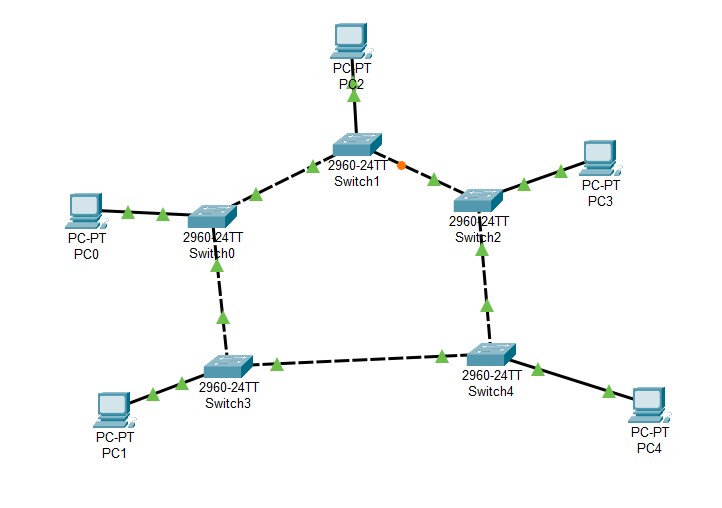 PC-PT
PC2
2960-24TT
Switch1
PC-PT
PC3
PC-PT
PC0
2960-24TT
Switch0
2960-24TT
Switch2
2960-24TT
Switch3
2960-24TT
Switch4
PC-PT
PC1
PC-PT
PC4